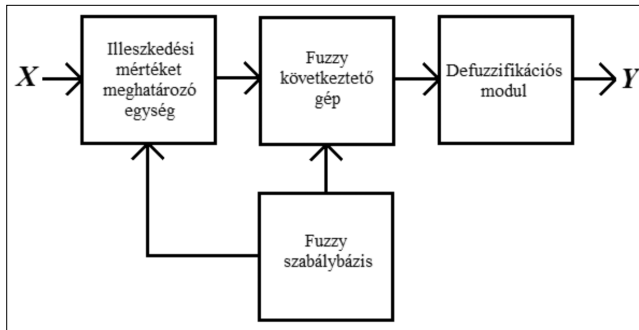 X
Illeszkedési
mértéket
meghatározó
egység
Fuzzy
következtető
gép
Defuzzifikációs
modul
Y
Fuzzy
szabálybázis